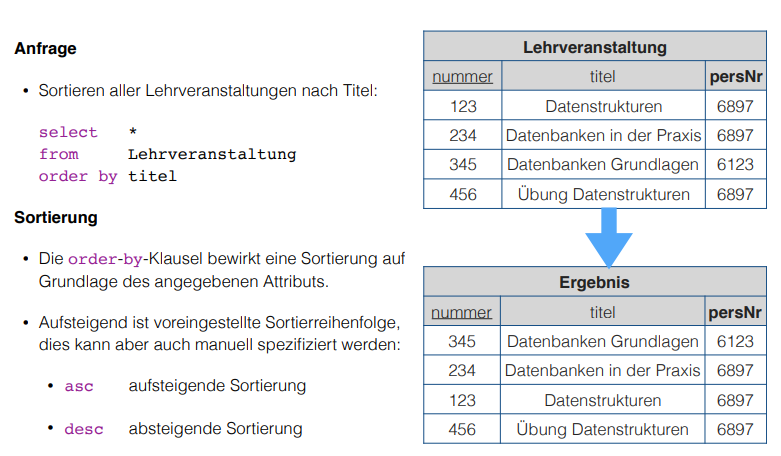 Anfrage
• Sortieren aller Lehrveranstaltungen nach Titel:
select *
from Lehrveranstaltung
order by titel
Sortierung
• Die order-by-Klausel bewirkt eine Sortierung auf
Grundlage des angegebenen Attributs.
• Aufsteigend ist voreingestellte Sortierreihenfolge,
dies kann aber auch manuell spezifiziert werden:
• asc aufsteigende Sortierung
• desc absteigende Sortierung
Lehrveranstaltung
nummer titel persNr
123 Datenstrukturen 6897
234 Datenbanken in der Praxis 6897
345 Datenbanken Grundlagen 6123
456 Übung Datenstrukturen 6897
Ergebnis
nummer titel persNr
345 Datenbanken Grundlagen 6123
234 Datenbanken in der Praxis 6897
123 Datenstrukturen 6897
456 Übung Datenstrukturen 6897